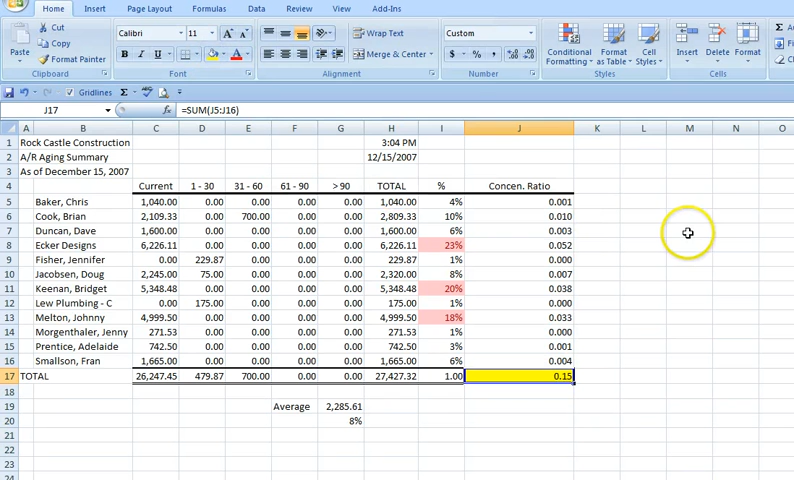 Home Insert Page Layout Formulas Data Review View Add-Ins
Cut
Copy
Format Painter
Paste
Clipboard
Calibri 11 A A
B I U A
Font
Wrap Text
Merge & Center
Alignment
Custom
$ % ,
Number
Conditional Formatting
Format as Table
Cell Styles
Styles
Insert Delete Format
Cells
Gridlines Σ
J17 fx =SUM(J5:J16)
A B C D E F G H I J K L M N O
1 Rock Castle Construction 3:04 PM
2 A/R Aging Summary 12/15/2007
3 As of December 15, 2007
4 Current 1 - 30 31 - 60 61 - 90 > 90 TOTAL % Concen. Ratio
5 Baker, Chris 1,040.00 0.00 0.00 0.00 0.00 1,040.00 4% 0.001
6 Cook, Brian 2,109.33 0.00 700.00 0.00 0.00 2,809.33 10% 0.010
7 Duncan, Dave 1,600.00 0.00 0.00 0.00 0.00 1,600.00 6% 0.003
8 Ecker Designs 6,226.11 0.00 0.00 0.00 0.00 6,226.11 23% 0.052
9 Fisher, Jennifer 0.00 229.87 0.00 0.00 0.00 229.87 1% 0.000
10 Jacobsen, Doug 2,245.00 75.00 0.00 0.00 0.00 2,320.00 8% 0.007
11 Keenan, Bridget 5,348.48 0.00 0.00 0.00 0.00 5,348.48 20% 0.038
12 Lew Plumbing - C 0.00 175.00 0.00 0.00 0.00 175.00 1% 0.000
13 Melton, Johnny 4,999.50 0.00 0.00 0.00 0.00 4,999.50 18% 0.033
14 Morgenthaler, Jenny 271.53 0.00 0.00 0.00 0.00 271.53 1% 0.000
15 Prentice, Adelaide 742.50 0.00 0.00 0.00 0.00 742.50 3% 0.001
16 Smallson, Fran 1,665.00 0.00 0.00 0.00 0.00 1,665.00 6% 0.004
17 TOTAL 26,247.45 479.87 700.00 0.00 0.00 27,427.32 1.00 0.15
18
19 Average 2,285.61
20 8%
21
22
23
24